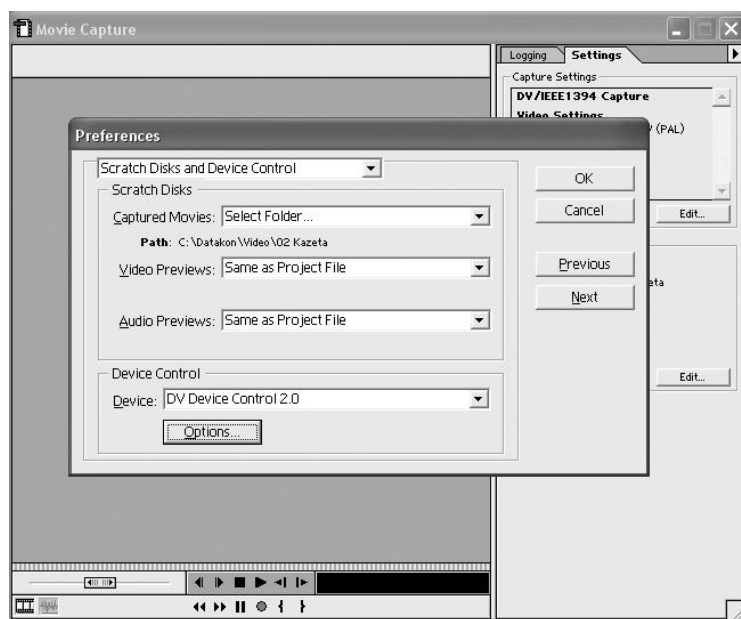 Movie Capture
Logging Settings
Capture Settings
DV/IEEE1394 Capture
Video Settings
(PAL)
Edit...
Edit...
Preferences
Scratch Disks and Device Control
Scratch Disks
Captured Movies: Select Folder...
Path: C:\Datakon\Video\02 Kazeta
Video Previews: Same as Project File
Audio Previews: Same as Project File
Device Control
Device: DV Device Control 2.0
Options...
OK
Cancel
Previous
Next